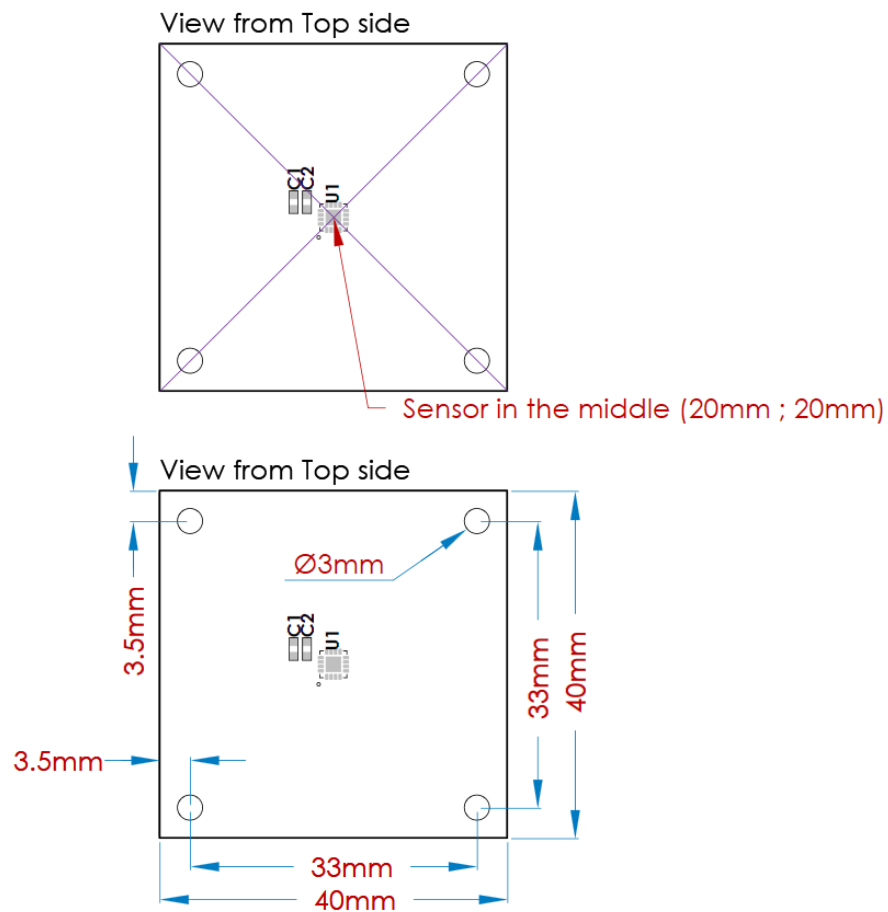 View from Top side
C1
C2
U1
Sensor in the middle (20mm ; 20mm)
View from Top side
Ø3mm
3.5mm
C1
C2
U1
33mm
40mm
3.5mm
33mm
40mm